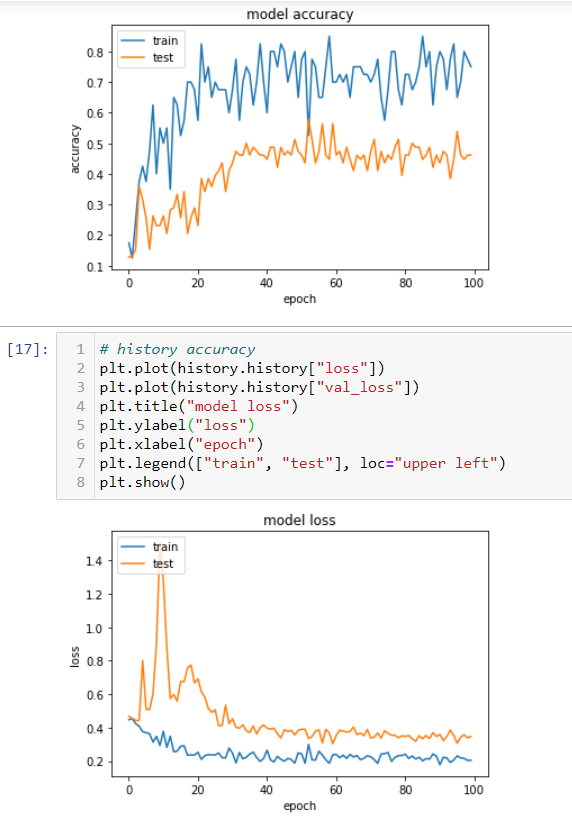 model accuracy
train
test
0.8
0.7
0.6
0.5
0.4
0.3
0.2
0.1
accuracy
0 20 40 60 80 100
epoch
[17]:
1 # history accuracy
2 plt.plot(history.history["loss"])
3 plt.plot(history.history["val_loss"])
4 plt.title("model loss")
5 plt.ylabel("loss")
6 plt.xlabel("epoch")
7 plt.legend(["train", "test"], loc="upper left")
8 plt.show()
model loss
train
test
1.4
1.2
1.0
0.8
0.6
0.4
0.2
loss
0 20 40 60 80 100
epoch